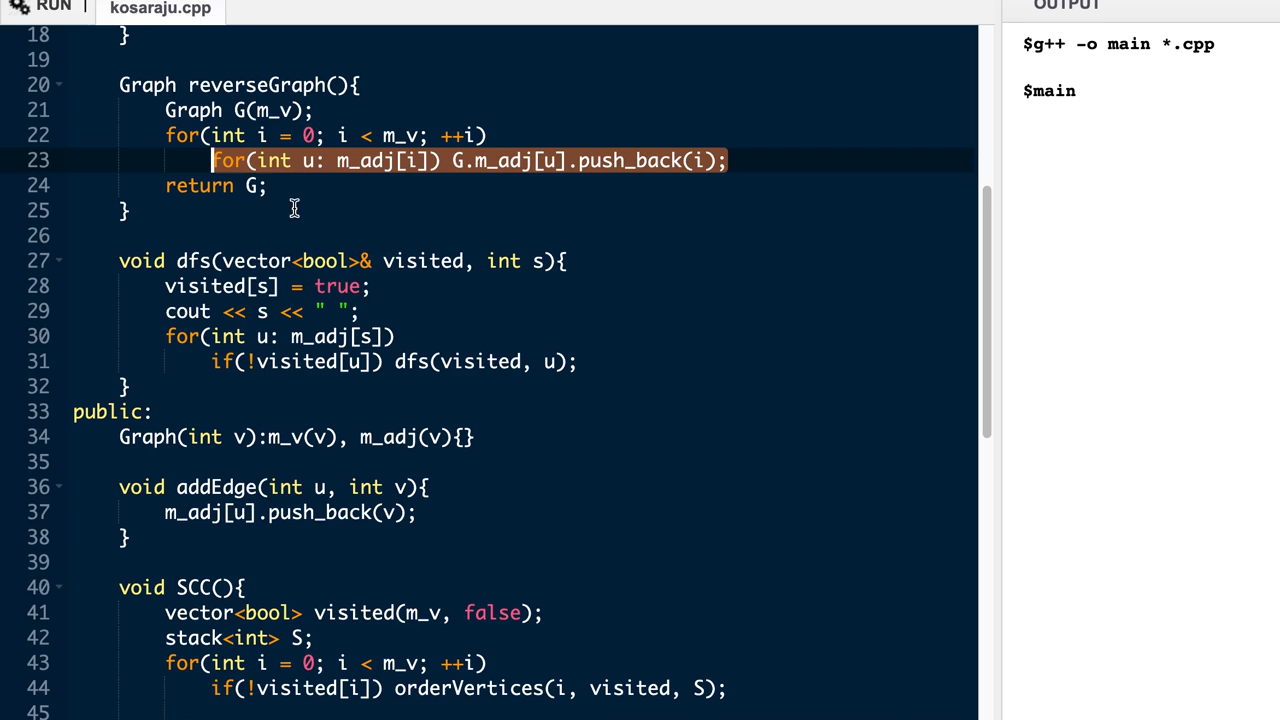 RUN
kosaraju.cpp
OUTPUT
18 }
19
20 Graph reverseGraph(){
21 Graph G(m_v);
22 for(int i = 0; i < m_v; ++i)
23 for(int u: m_adj[i]) G.m_adj[u].push_back(i);
24 return G;
25 }
26
27 void dfs(vector<bool>& visited, int s){
28 visited[s] = true;
29 cout << s << " ";
30 for(int u: m_adj[s])
31 if(!visited[u]) dfs(visited, u);
32 }
33 public:
34 Graph(int v):m_v(v), m_adj(v){}
35
36 void addEdge(int u, int v){
37 m_adj[u].push_back(v);
38 }
39
40 void SCC(){
41 vector<bool> visited(m_v, false);
42 stack<int> S;
43 for(int i = 0; i < m_v; ++i)
44 if(!visited[i]) orderVertices(i, visited, S);
45
$g++ -o main *.cpp
$main